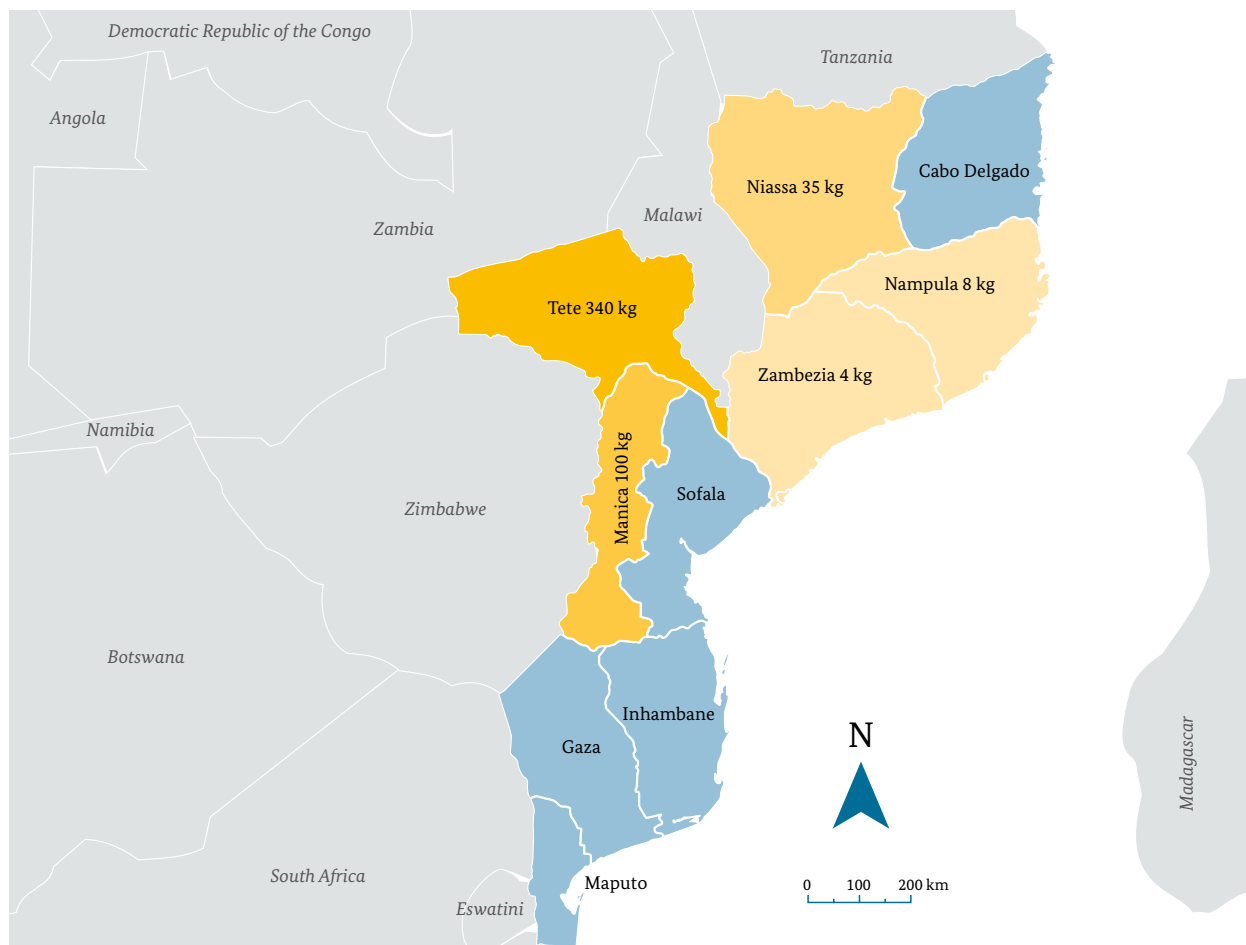 Democratic Republic of the Congo
Tanzania
Angola
Cabo Delgado
Niassa 35 kg
Malawi
Zambia
Nampula 8 kg
Tete 340 kg
Zambezia 4 kg
Namibia
Manica 100 kg
Sofala
Zimbabwe
Botswana
Inhambane
Gaza
N
Madagascar
South Africa
Maputo
0 100 200 km
Eswatini